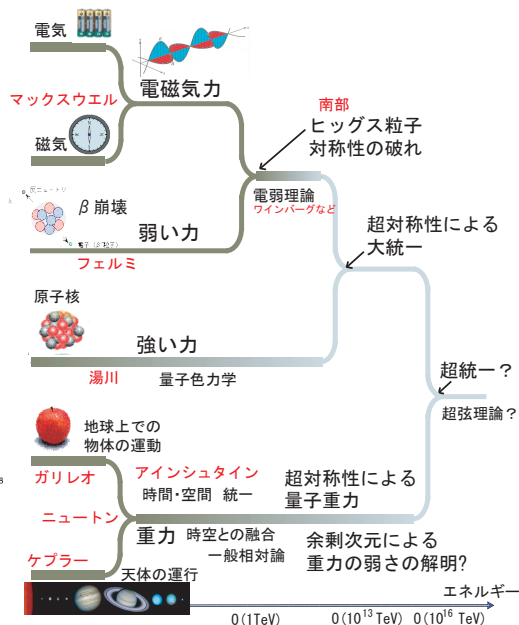 電気
マックスウエル
電磁気力
磁気
南部
ヒッグス粒子
対称性の破れ
電弱理論
ワインバーグなど
β崩壊
弱い力
フェルミ
超対称性による
大統一
原子核
強い力
湯川
量子色力学
超統一？
超弦理論？
地球上での
物体の運動
ガリレオ
アインシュタイン
時間・空間 統一
超対称性による
量子重力
ニュートン
重力
時空との融合
一般相対論
余剰次元による
重力の弱さの解明?
ケプラー
天体の運行
エネルギー
O(1TeV)
O(10¹³ TeV)
O(10¹⁶ TeV)